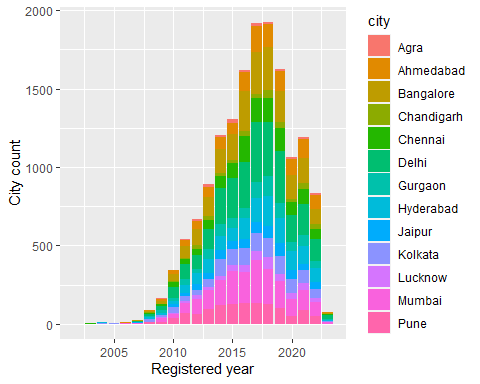 city
Agra
Ahmedabad
Bangalore
Chandigarh
Chennai
Delhi
Gurgaon
Hyderabad
Jaipur
Kolkata
Lucknow
Mumbai
Pune
City count
2000
1500
1000
500
0
2005 2010 2015 2020
Registered year